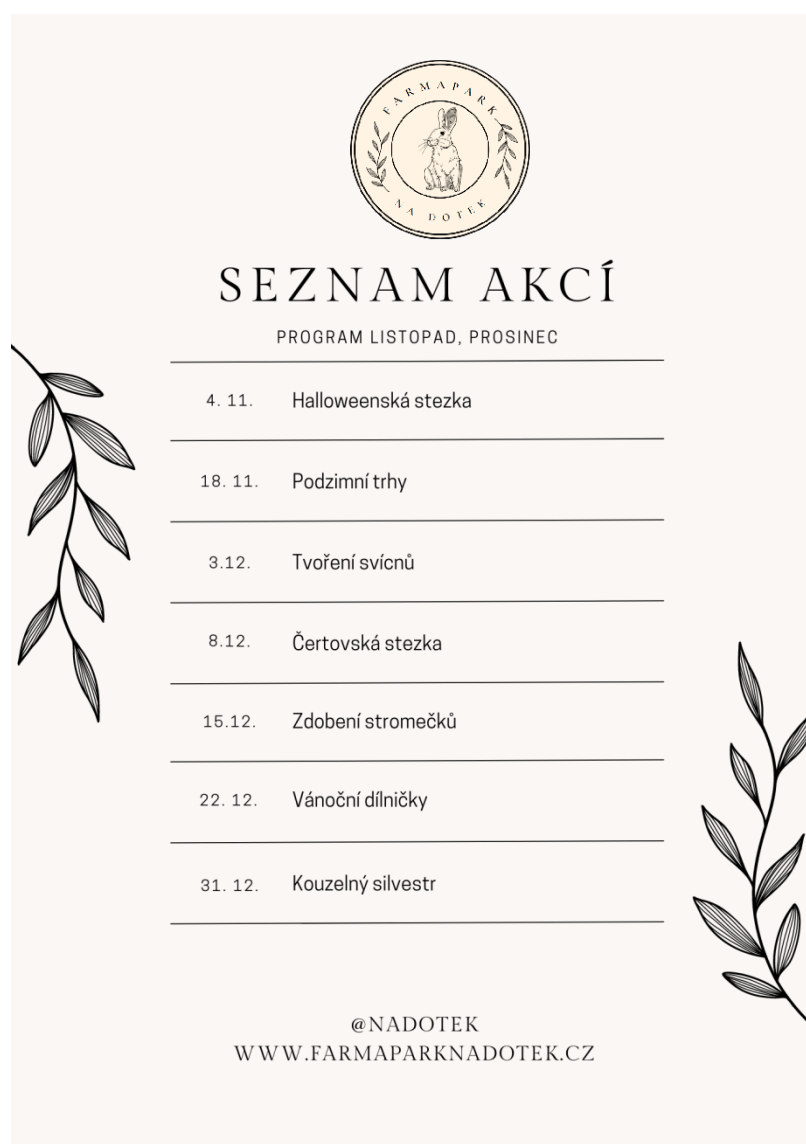 FARMAPARK
NA DOTEK
SEZNAM AKCÍ
PROGRAM LISTOPAD, PROSINEC
4. 11. Halloweenská stezka
18. 11. Podzimní trhy
3.12. Tvoření svícnů
8.12. Čertovská stezka
15.12. Zdobení stromečků
22. 12. Vánoční dílničky
31. 12. Kouzelný silvestr
@NADOTEK
WWW.FARMAPARKNADOTEK.CZ